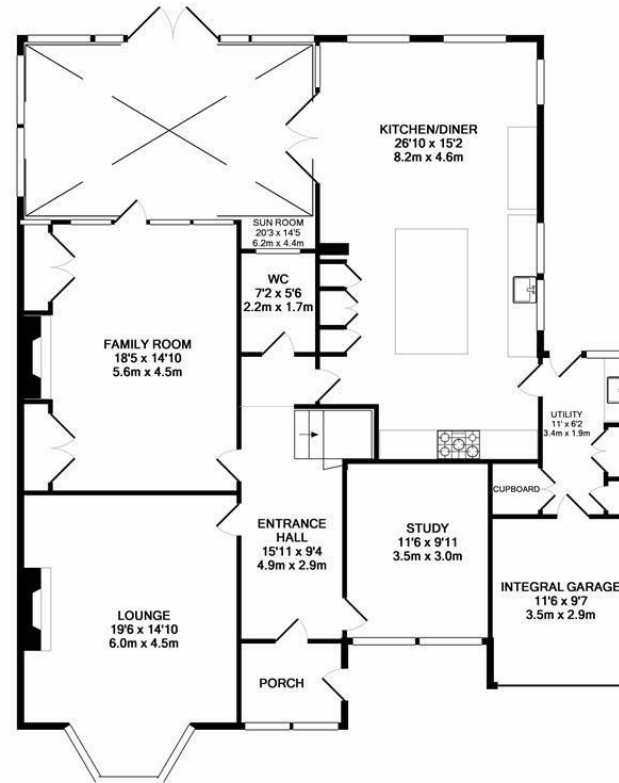 KITCHEN/DINER
26'10 x 15'2
8.2m x 4.6m
SUN ROOM
20'3 x 14'5
6.2m x 4.4m
WC
7'2 x 5'6
2.2m x 1.7m
FAMILY ROOM
18'5 x 14'10
5.6m x 4.5m
UTILITY
11' x 6'2
3.4m x 1.9m
CUPBOARD
ENTRANCE
HALL
15'11 x 9'4
4.9m x 2.9m
STUDY
11'6 x 9'11
3.5m x 3.0m
INTEGRAL GARAGE
11'6 x 9'7
3.5m x 2.9m
LOUNGE
19'6 x 14'10
6.0m x 4.5m
PORCH